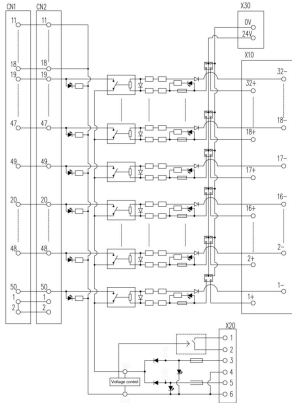 CN1 CN2 X30
11 11 0V
24V
X10
18 18
19 19 32-
32+
47 47 18-
18+
49 49 17-
17+
20 20 16-
16+
48 48 2-
2+
50 50 1-
1 1 1+
2 2
X20
1
2
3
4
Voltage control 5
6